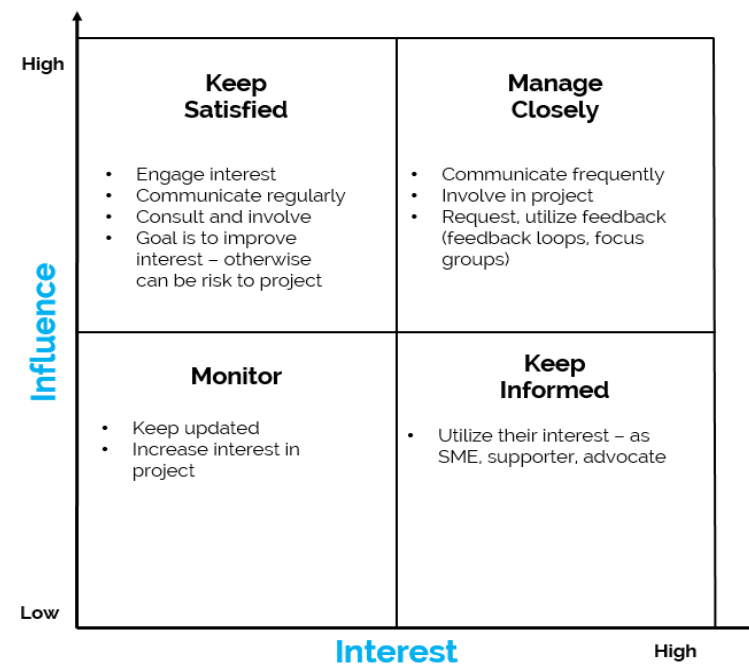 High
Keep
Satisfied
• Engage interest
• Communicate regularly
• Consult and involve
• Goal is to improve
interest – otherwise
can be risk to project
Manage
Closely
• Communicate frequently
• Involve in project
• Request, utilize feedback
(feedback loops, focus
groups)
Influence
Monitor
• Keep updated
• Increase interest in
project
Keep
Informed
• Utilize their interest – as
SME, supporter, advocate
Low
Interest
High